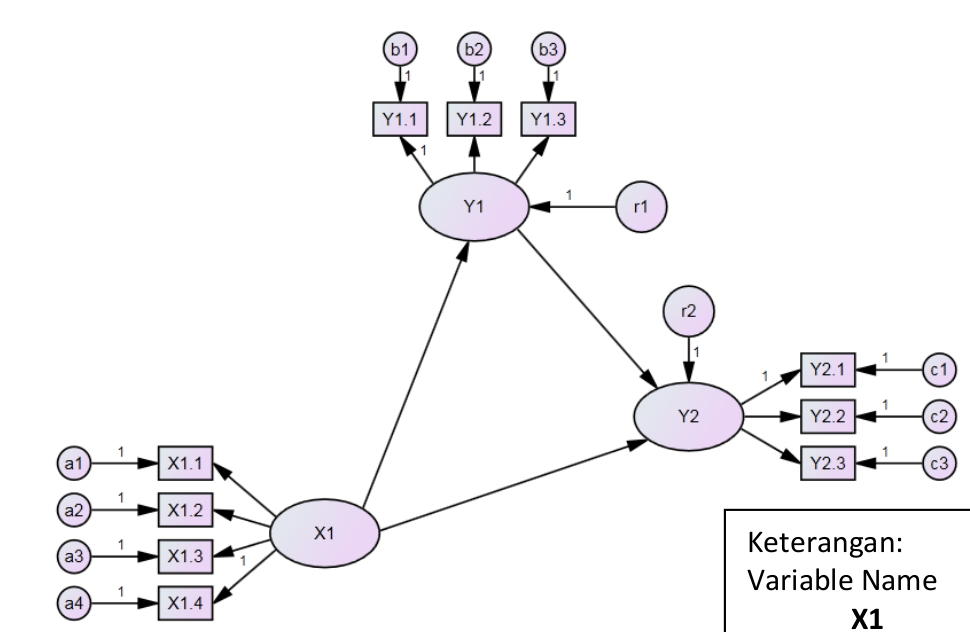 b1 b2 b3
1 1 1
Y1.1 Y1.2 Y1.3
1
Y1 1 r1
r2
1
1 Y2.1 1 c1
Y2 Y2.2 1 c2
Y2.3 1 c3
a1 1 X1.1
a2 1 X1.2
X1
a3 1 X1.3
1
a4 1 X1.4
Keterangan:
Variable Name
X1